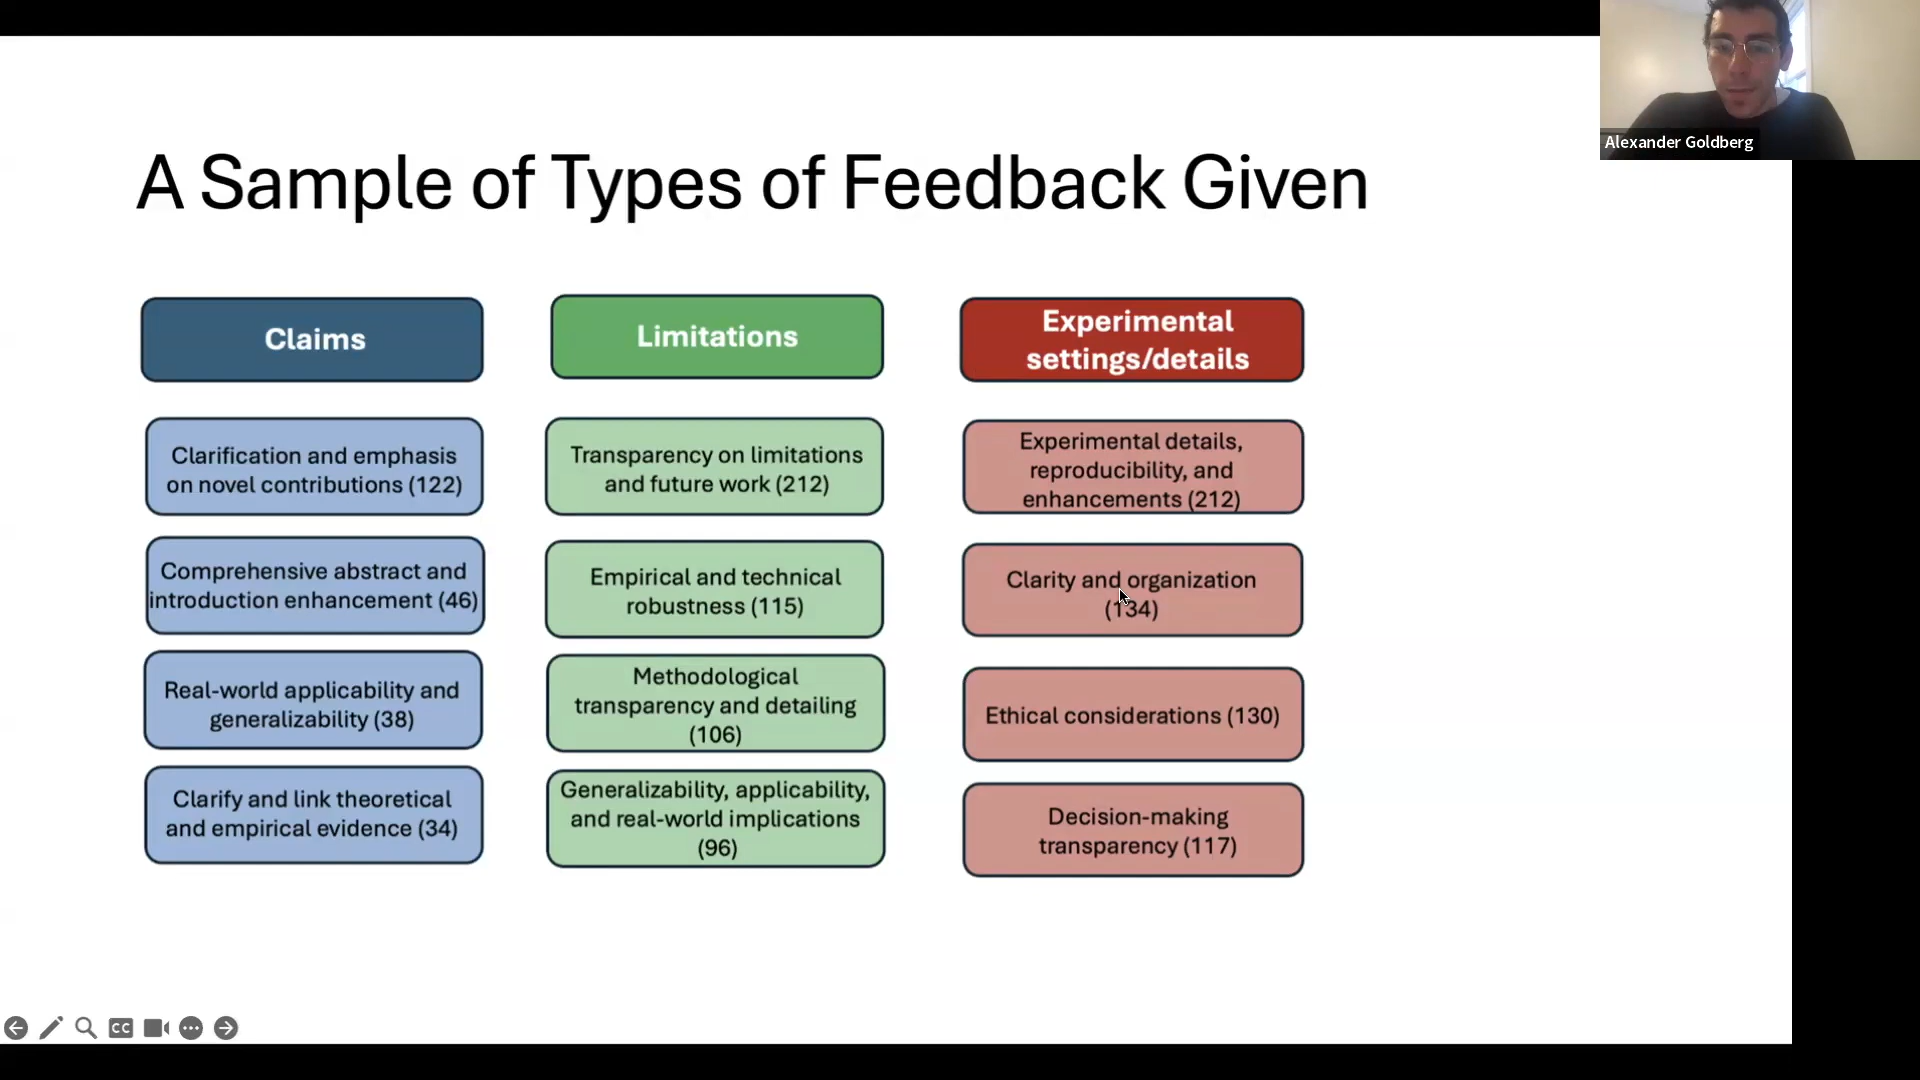 Alexander Goldberg
A Sample of Types of Feedback Given
Claims
Clarification and emphasis
on novel contributions (122)
Comprehensive abstract and
introduction enhancement (46)
Real-world applicability and
generalizability (38)
Clarify and link theoretical
and empirical evidence (34)
Limitations
Transparency on limitations
and future work (212)
Empirical and technical
robustness (115)
Methodological
transparency and detailing
(106)
Generalizability, applicability,
and real-world implications
(96)
Experimental
settings/details
Experimental details,
reproducibility, and
enhancements (212)
Clarity and organization
(134)
Ethical considerations (130)
Decision-making
transparency (117)
CC